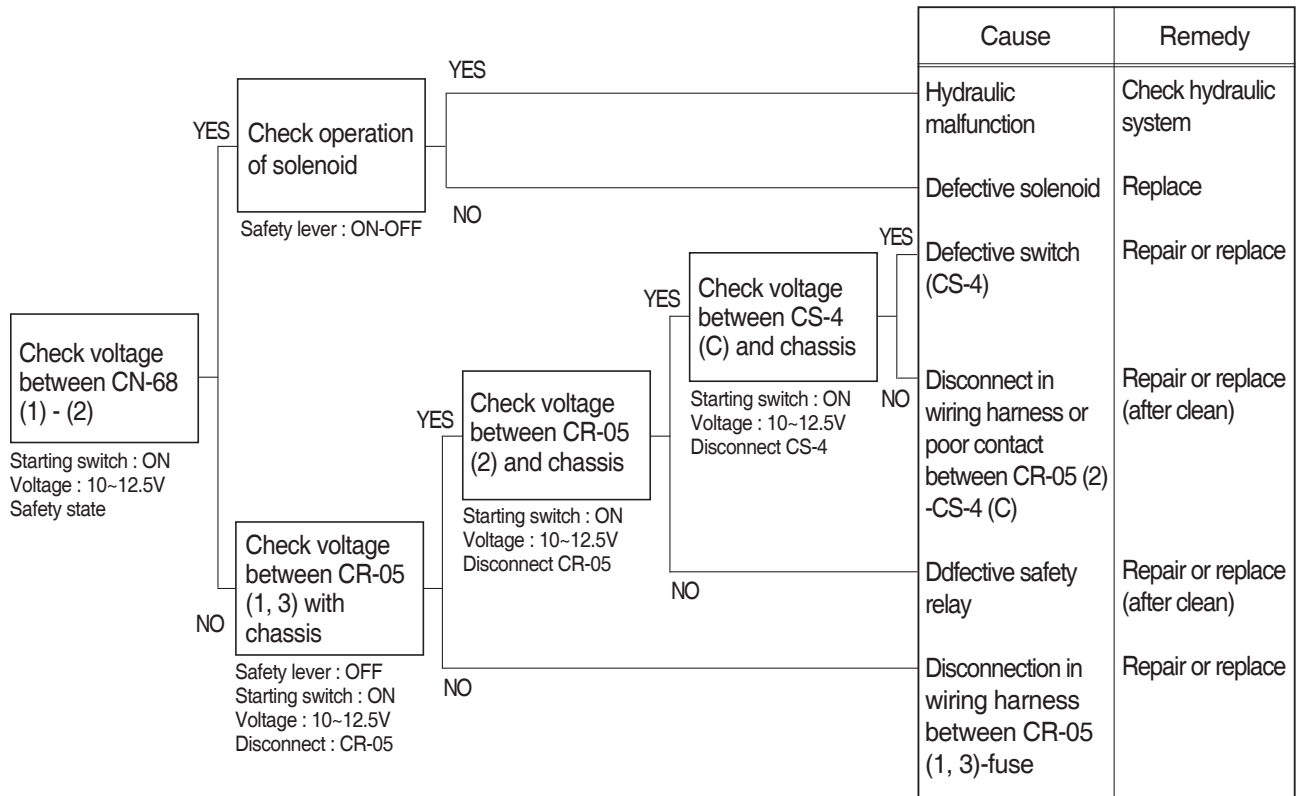 Cause
Remedy
YES
Hydraulic
malfunction
Check hydraulic
system
YES
Check operation
of solenoid
Safety lever : ON-OFF
NO
Defective solenoid
Replace
YES
Defective switch
(CS-4)
Repair or replace
YES
Check voltage
between CS-4
(C) and chassis
Starting switch : ON
Voltage : 10~12.5V
Disconnect CS-4
NO
Disconnect in
wiring harness or
poor contact
between CR-05 (2)
-CS-4 (C)
Repair or replace
(after clean)
Check voltage
between CN-68
(1) - (2)
Starting switch : ON
Voltage : 10~12.5V
Safety state
YES
Check voltage
between CR-05
(2) and chassis
Starting switch : ON
Voltage : 10~12.5V
Disconnect CR-05
NO
Ddfective safety
relay
Repair or replace
(after clean)
NO
Check voltage
between CR-05
(1, 3) with
chassis
Safety lever : OFF
Starting switch : ON
Voltage : 10~12.5V
Disconnect : CR-05
NO
Disconnection in
wiring harness
between CR-05
(1, 3)-fuse
Repair or replace